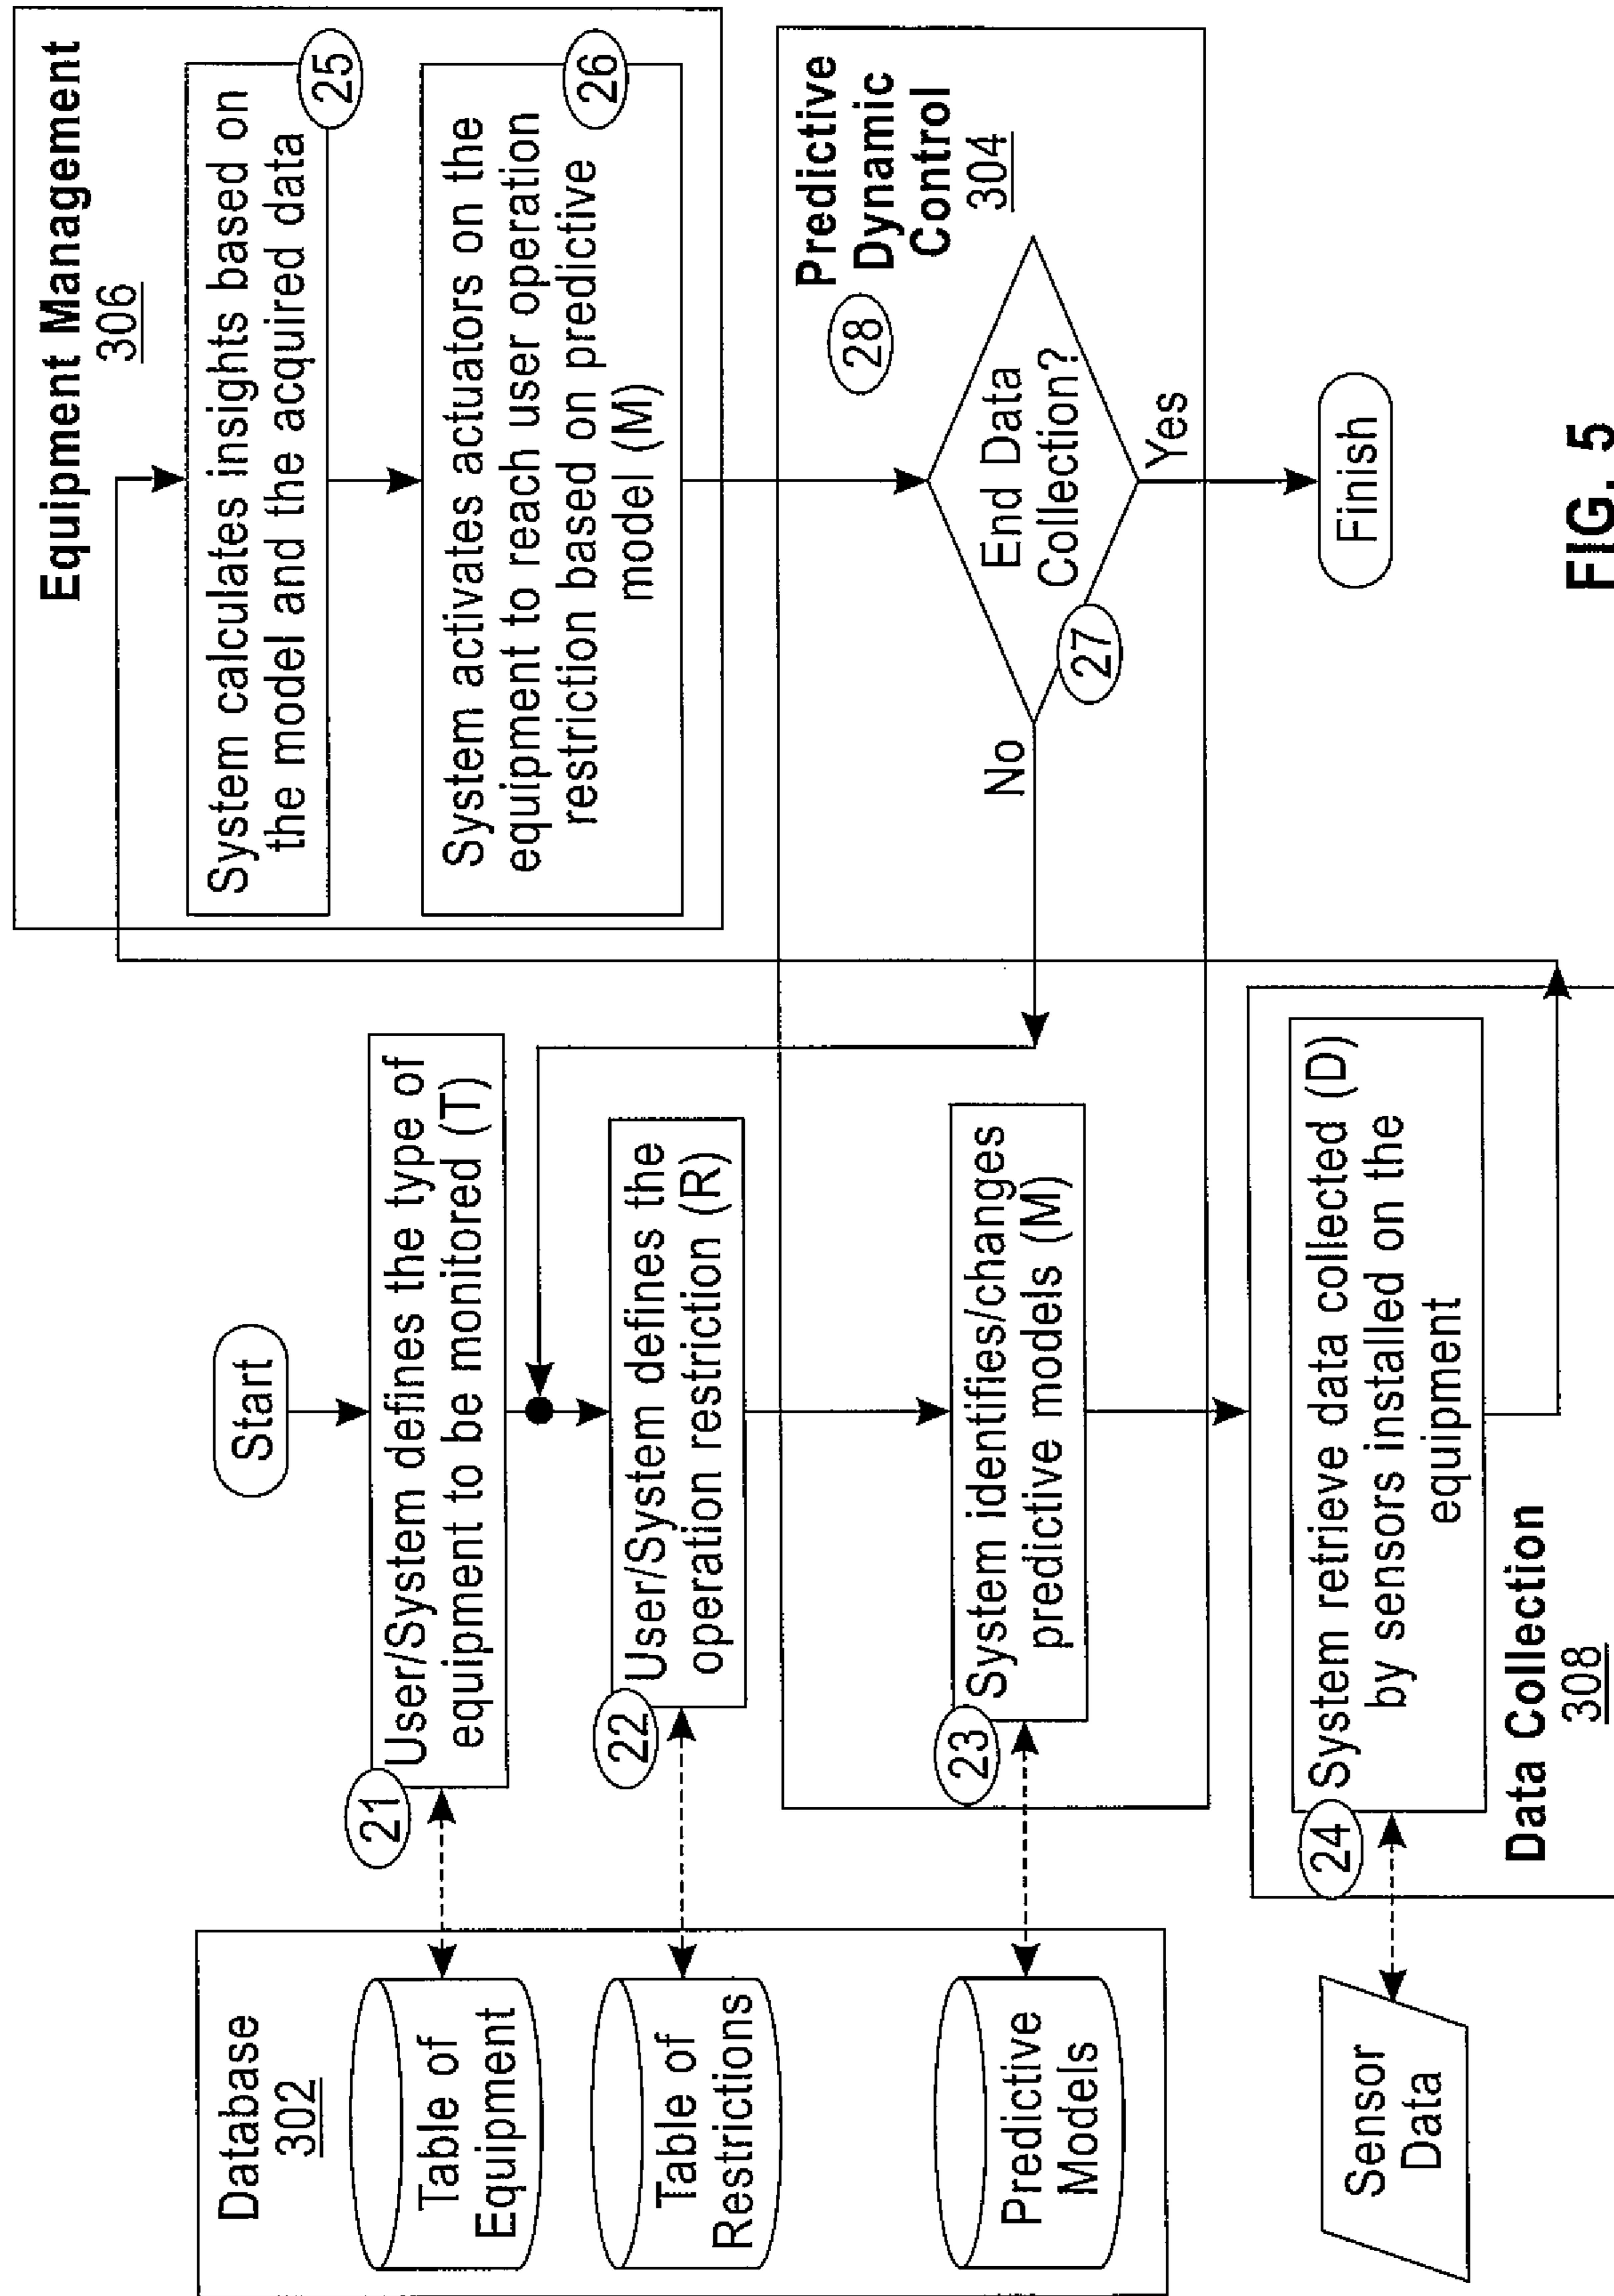 Database
302
Table of
Equipment
Table of
Restrictions
Predictive
Models
Sensor
Data
Start
21
User/System defines the type of
equipment to be monitored (T)
22
User/System defines the
operation restriction (R)
23
System identifies/changes
predictive models (M)
24
System retrieve data collected (D)
by sensors installed on the
equipment
Data Collection
308
Equipment Management
306
System calculates insights based on
the model and the acquired data
25
System activates actuators on the
equipment to reach user operation
restriction based on predictive
model (M)
26
Predictive
Dynamic
Control
304
28
End Data
Collection?
27
No
Yes
Finish
FIG. 5